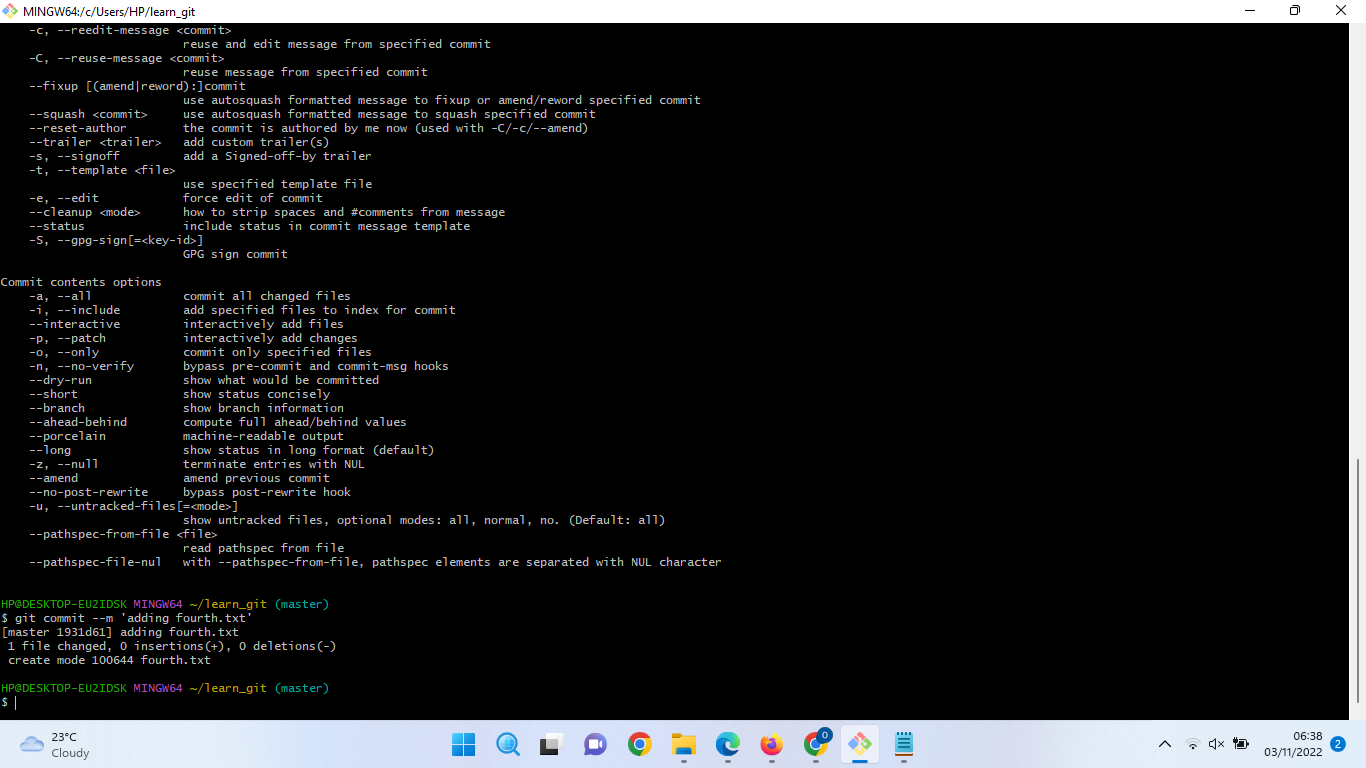 MINGW64:/c/Users/HP/learn_git
-c, --reedit-message <commit>
reuse and edit message from specified commit
-C, --reuse-message <commit>
reuse message from specified commit
--fixup [(amend|reword):]commit
use autosquash formatted message to fixup or amend/reword specified commit
--squash <commit> use autosquash formatted message to squash specified commit
--reset-author the commit is authored by me now (used with -C/-c/--amend)
--trailer <trailer> add custom trailer(s)
-s, --signoff add a Signed-off-by trailer
-t, --template <file>
use specified template file
-e, --edit force edit of commit
--cleanup <mode> how to strip spaces and #comments from message
--status include status in commit message template
-S, --gpg-sign[=<key-id>]
GPG sign commit
Commit contents options
-a, --all commit all changed files
-i, --include add specified files to index for commit
--interactive interactively add files
-p, --patch interactively add changes
-o, --only commit only specified files
-n, --no-verify bypass pre-commit and commit-msg hooks
--dry-run show what would be committed
--short show status concisely
--branch show branch information
--ahead-behind compute full ahead/behind values
--porcelain machine-readable output
--long show status in long format (default)
-z, --null terminate entries with NUL
--amend amend previous commit
--no-post-rewrite bypass post-rewrite hook
-u, --untracked-files[=<mode>]
show untracked files, optional modes: all, normal, no. (Default: all)
--pathspec-from-file <file>
read pathspec from file
--pathspec-file-nul with --pathspec-from-file, pathspec elements are separated with NUL character
HP@DESKTOP-EU2IDSK MINGW64 ~/learn_git (master)
$ git commit --m 'adding fourth.txt'
[master 1931d61] adding fourth.txt
1 file changed, 0 insertions(+), 0 deletions(-)
create mode 100644 fourth.txt
HP@DESKTOP-EU2IDSK MINGW64 ~/learn_git (master)
$
23°C
Cloudy
0
06:38
03/11/2022
2